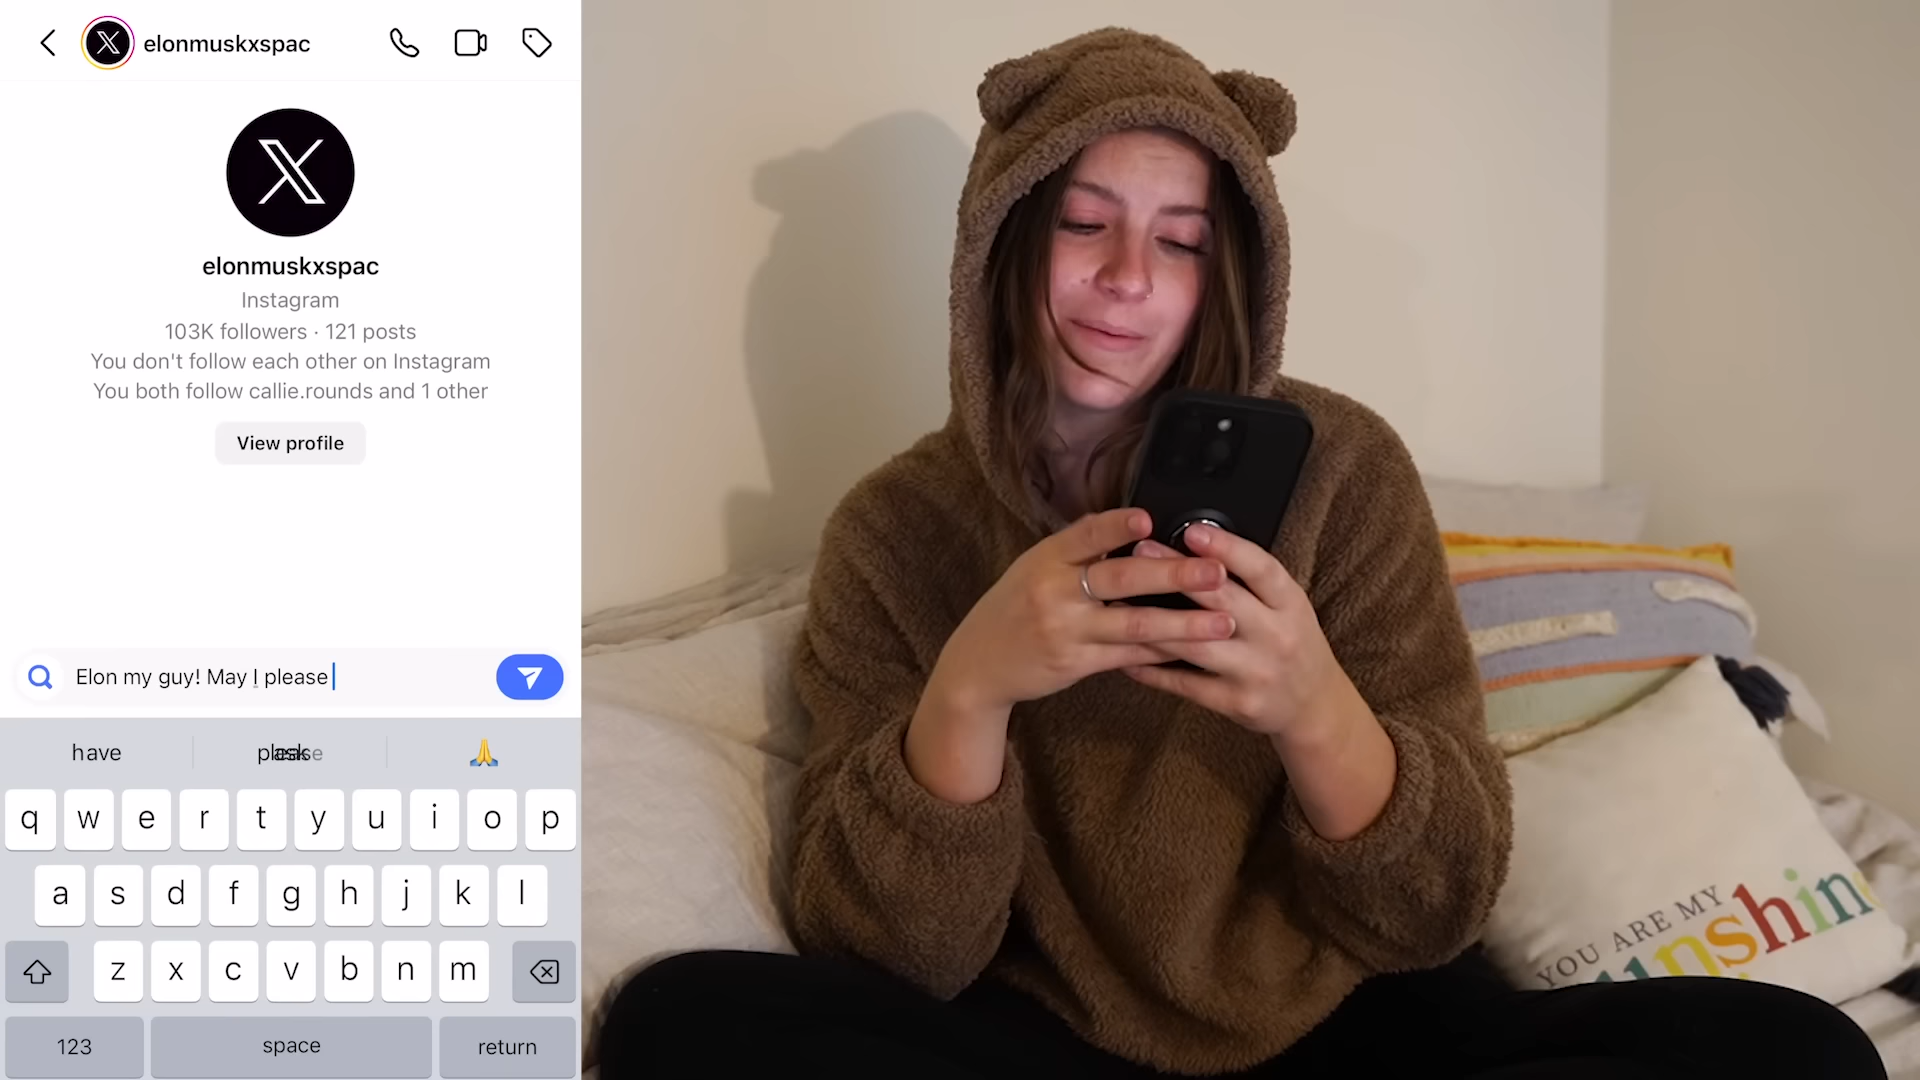 elonmuskxspac
elonmuskxspac
Instagram
103K followers · 121 posts
You don't follow each other on Instagram
You both follow callie.rounds and 1 other
View profile
Elon my guy! May I please
have 🙏
q w e r t y u i o p
a s d f g h j k l
z x c v b n m
123 space return
YOU ARE MY
sunshine